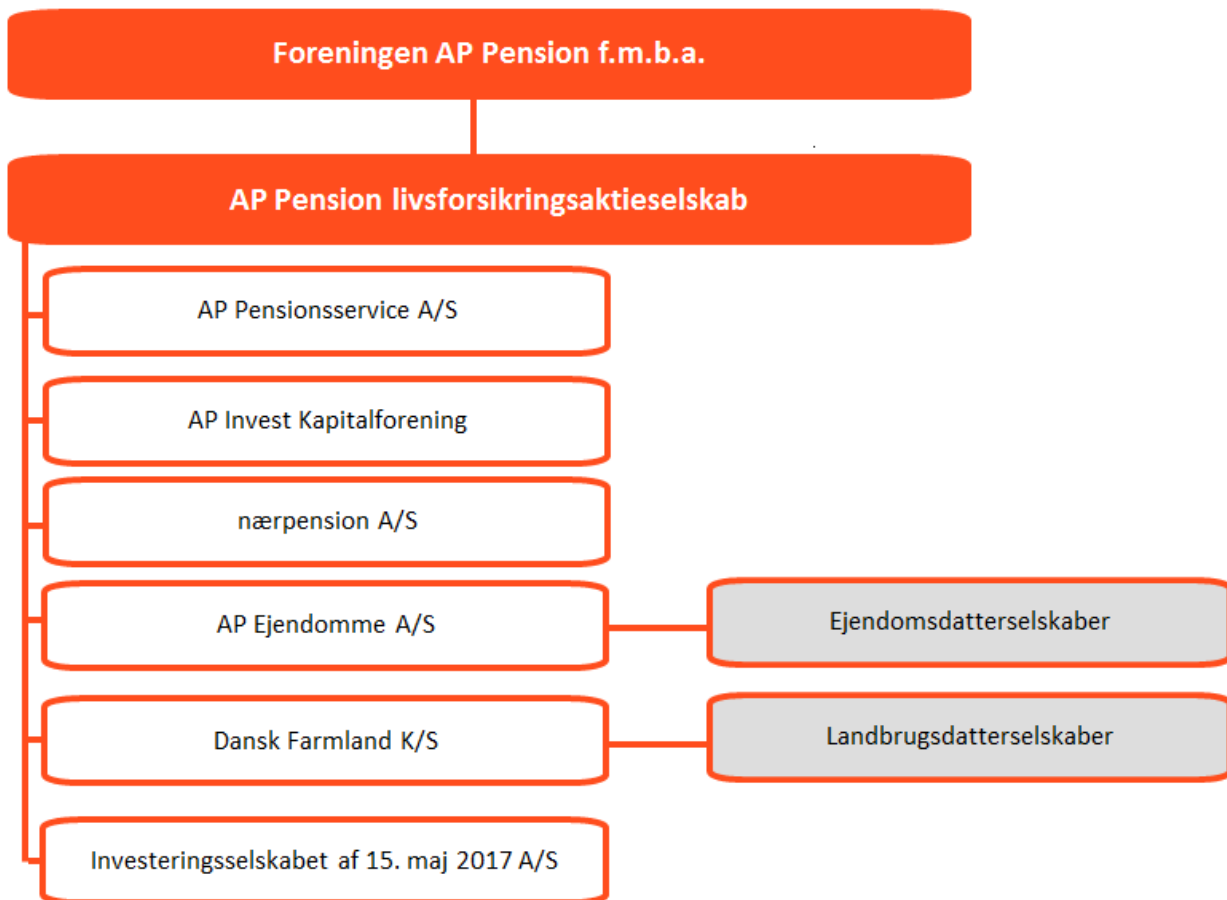 Foreningen AP Pension f.m.b.a.
AP Pension livsforsikringsaktieselskab
AP Pensionsservice A/S
AP Invest Kapitalforening
nærpension A/S
AP Ejendomme A/S
Ejendomsdatterselskaber
Dansk Farmland K/S
Landbrugsdatterselskaber
Investeringsselskabet af 15. maj 2017 A/S